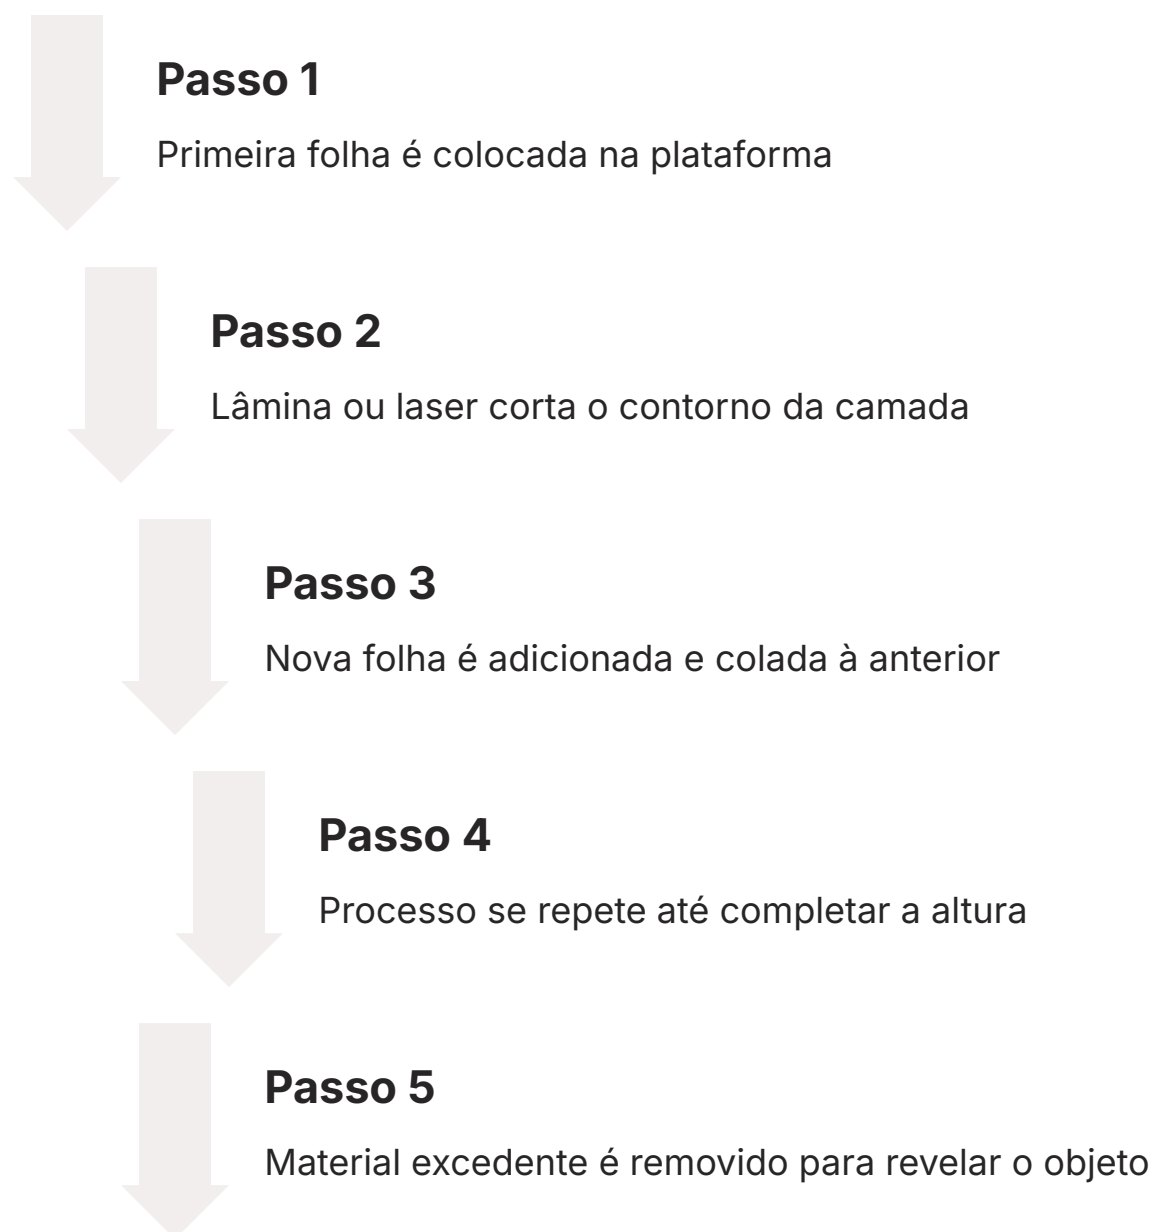 Passo 1
Primeira folha é colocada na plataforma
Passo 2
Lâmina ou laser corta o contorno da camada
Passo 3
Nova folha é adicionada e colada à anterior
Passo 4
Processo se repete até completar a altura
Passo 5
Material excedente é removido para revelar o objeto